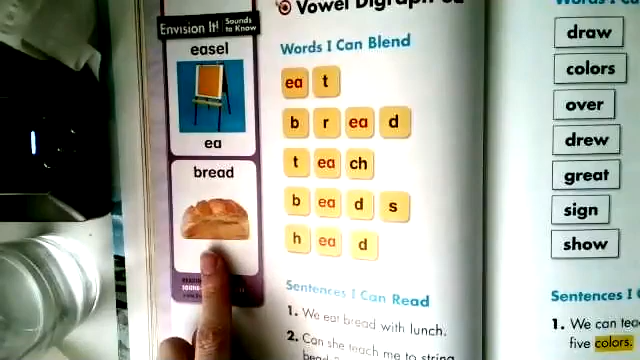 Vowel Digraph ea
Envision It! Sounds to Know
easel
ea
bread
Words I Can Blend
ea t
b r ea d
t ea ch
b ea d s
h ea d
Sentences I Can Read
1. We eat bread with lunch.
2. Can she teach me to string
draw
colors
over
drew
great
sign
show
Sentences I
1. We can
five colors.